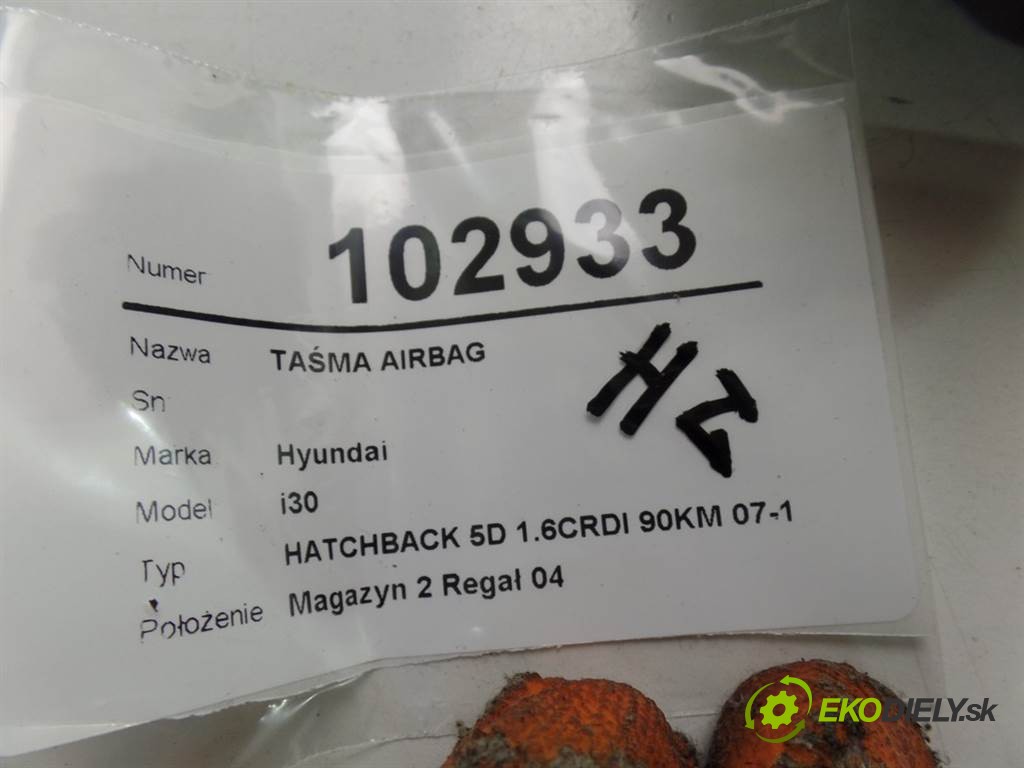 Numer 102933
Nazwa TAŚMA AIRBAG
Sn
Marka Hyundai
Model i30
Typ HATCHBACK 5D 1.6CRDI 90KM 07-1
Położenie Magazyn 2 Regał 04
EKODIELY.sk